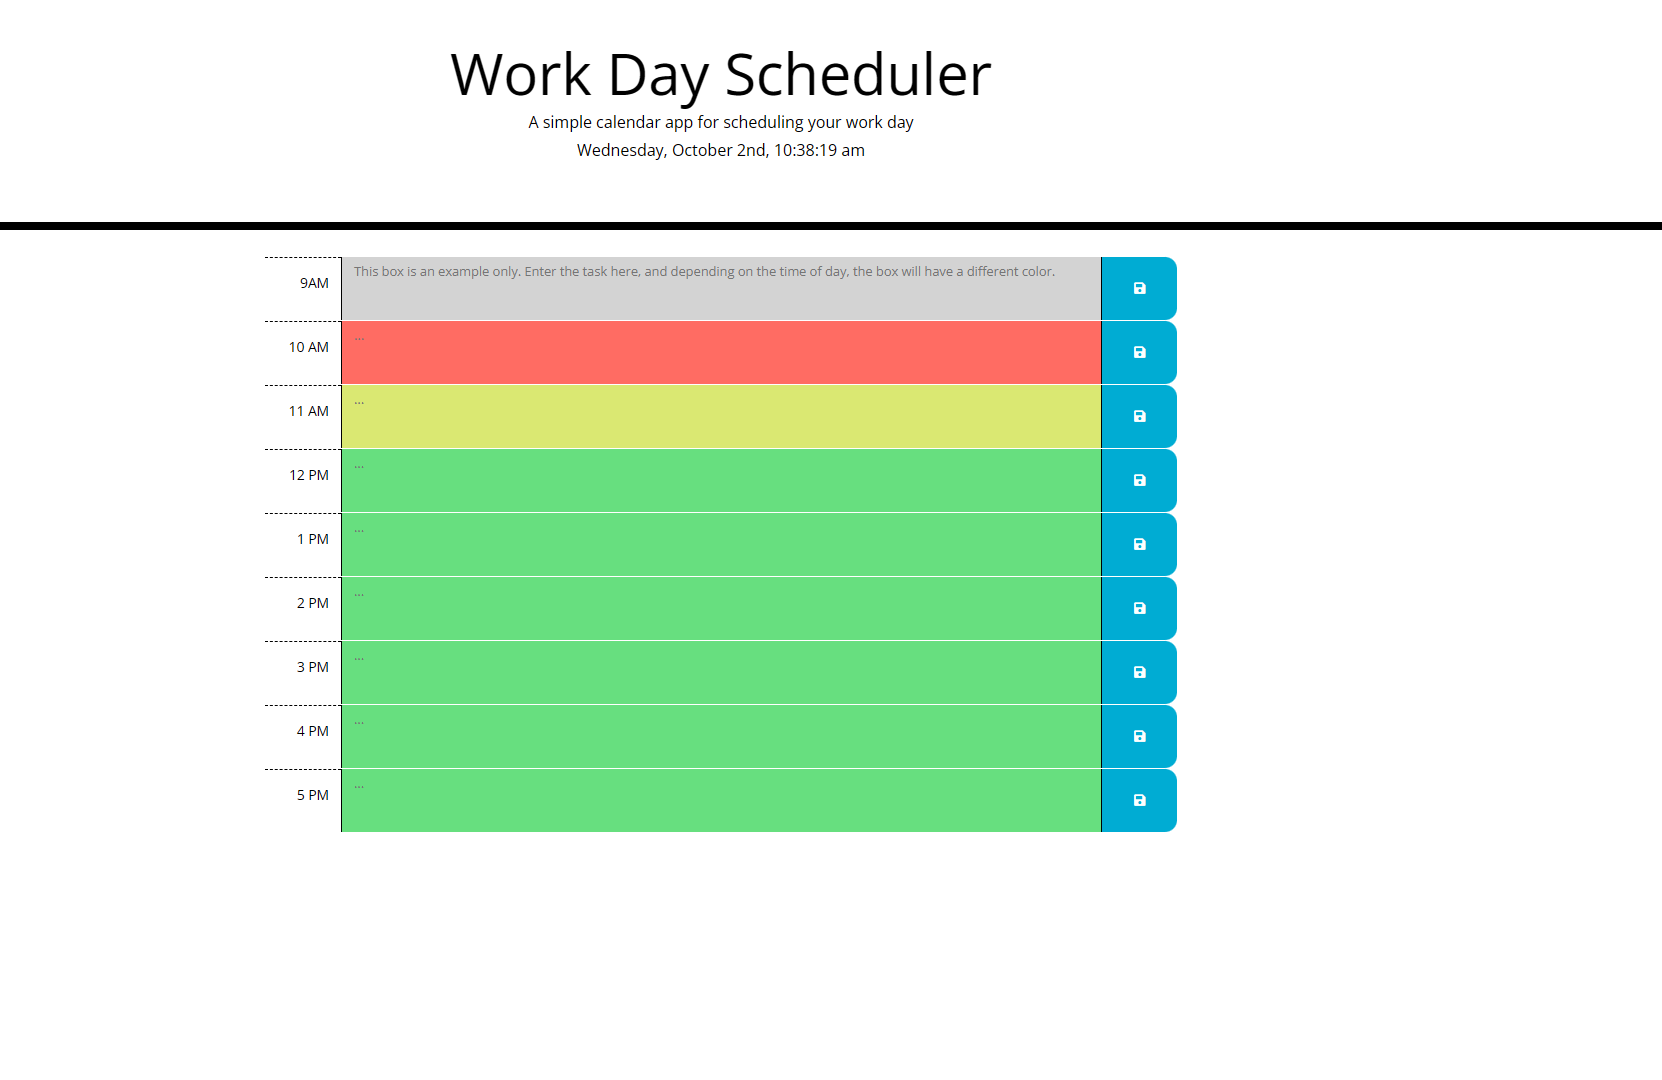 Work Day Scheduler
A simple calendar app for scheduling your work day
Wednesday, October 2nd, 10:38:19 am
9AM
This box is an example only. Enter the task here, and depending on the time of day, the box will have a different color.
10 AM
...
11 AM
...
12 PM
...
1 PM
...
2 PM
...
3 PM
...
4 PM
...
5 PM
...